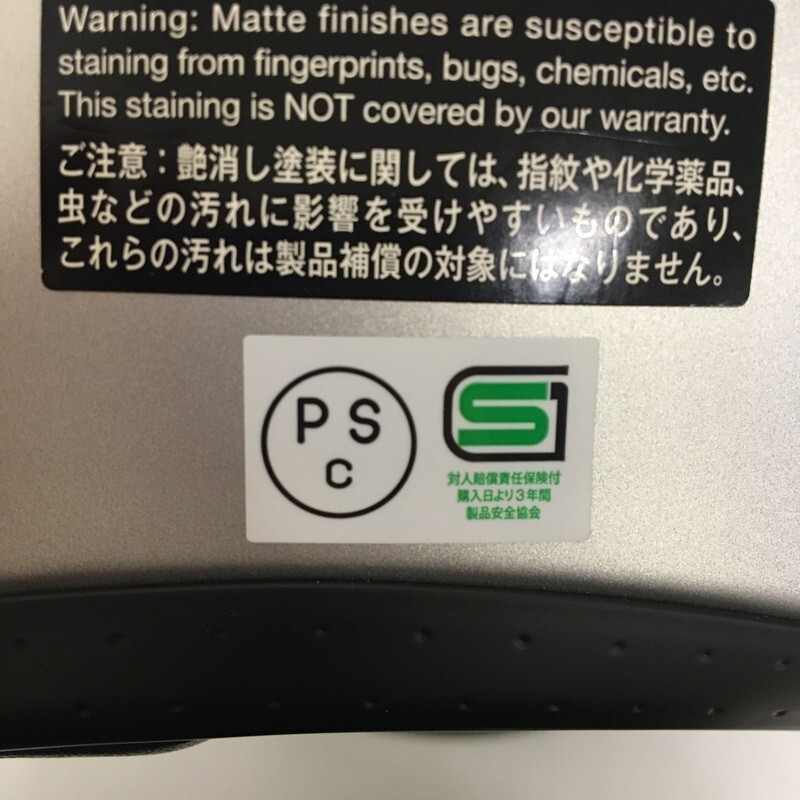 Warning: Matte finishes are susceptible to
staining from fingerprints, bugs, chemicals, etc.
This staining is NOT covered by our warranty.
ご注意：艶消し塗装に関しては、指紋や化学薬品、
虫などの汚れに影響を受けやすいものであり、
これらの汚れは製品補償の対象にはなりません。
PS
C
SG
対人賠償責任保険付
購入日より3年間
製品安全協会